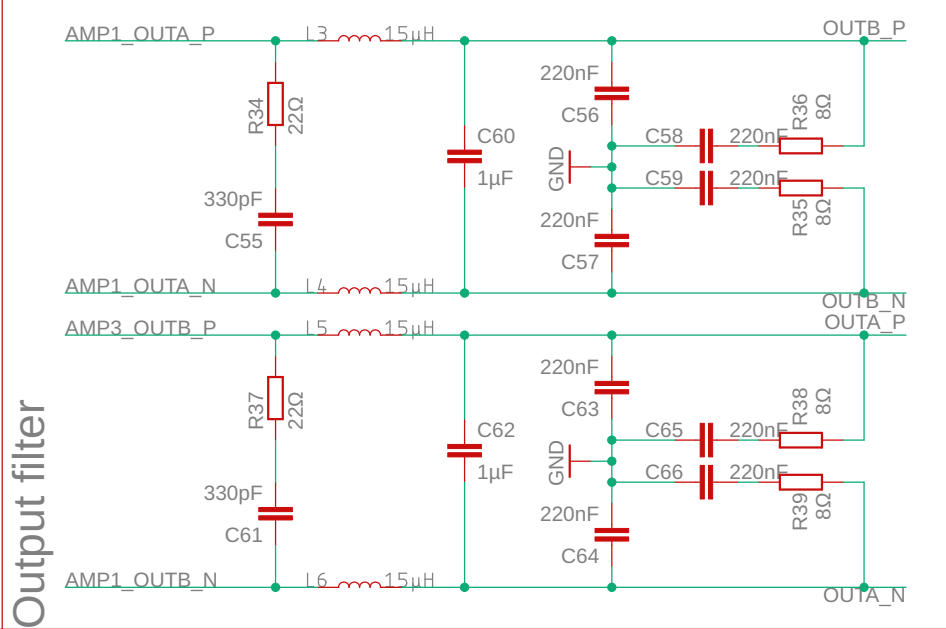 AMP1_OUTA_P
L3
15µH
OUTB_P
R34
22Ω
330pF
C55
C60
1µF
220nF
C56
GND
C58
220nF
R36
8Ω
C59
220nF
R35
8Ω
220nF
C57
AMP1_OUTA_N
L4
15µH
OUTB_N
AMP3_OUTB_P
L5
15µH
OUTA_P
R37
22Ω
330pF
C61
C62
1µF
220nF
C63
GND
C65
220nF
R38
8Ω
C66
220nF
R39
8Ω
220nF
C64
AMP1_OUTB_N
L6
15µH
OUTA_N
Output filter